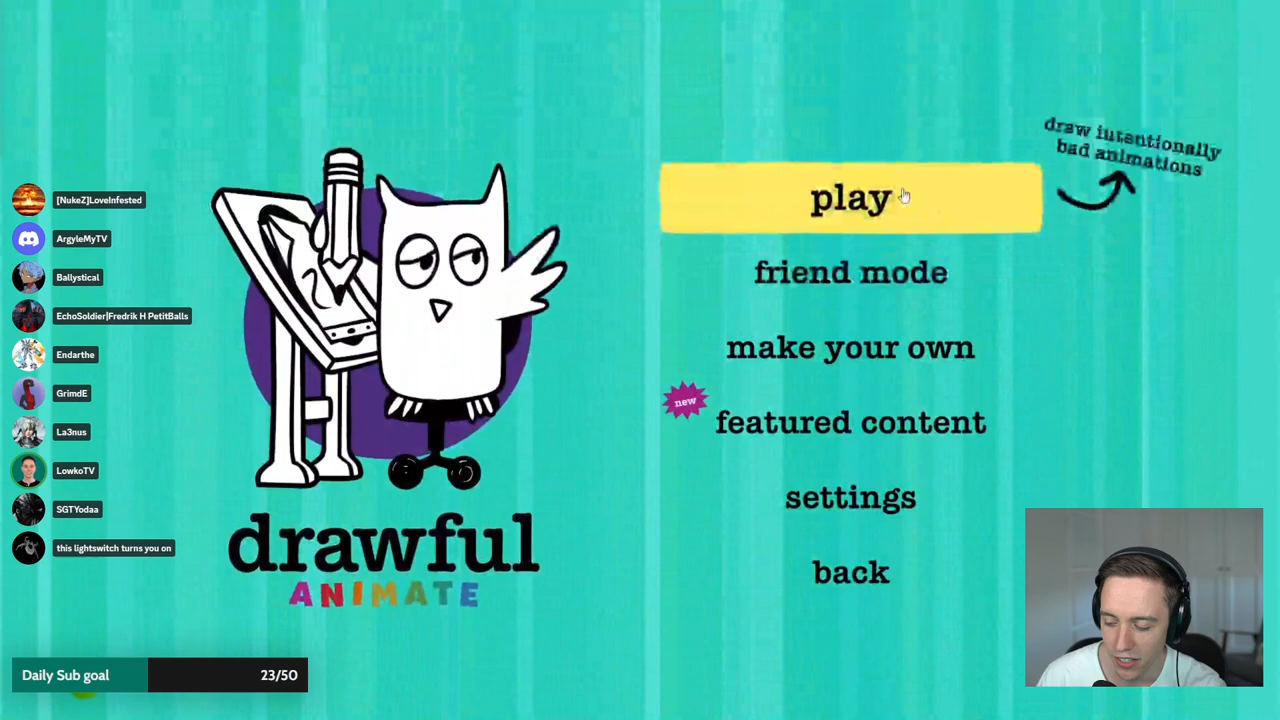 draw intentionally
bad animations
play
friend mode
make your own
new
featured content
settings
back
drawful
ANIMATE
[NukeZ]LoveInfested
ArgyleMyTV
Ballystical
EchoSoldier|Fredrik H PetitBalls
Endarthe
GrimdE
La3nus
LowkoTV
SGTYodaa
this lightswitch turns you on
Daily Sub goal 23/50